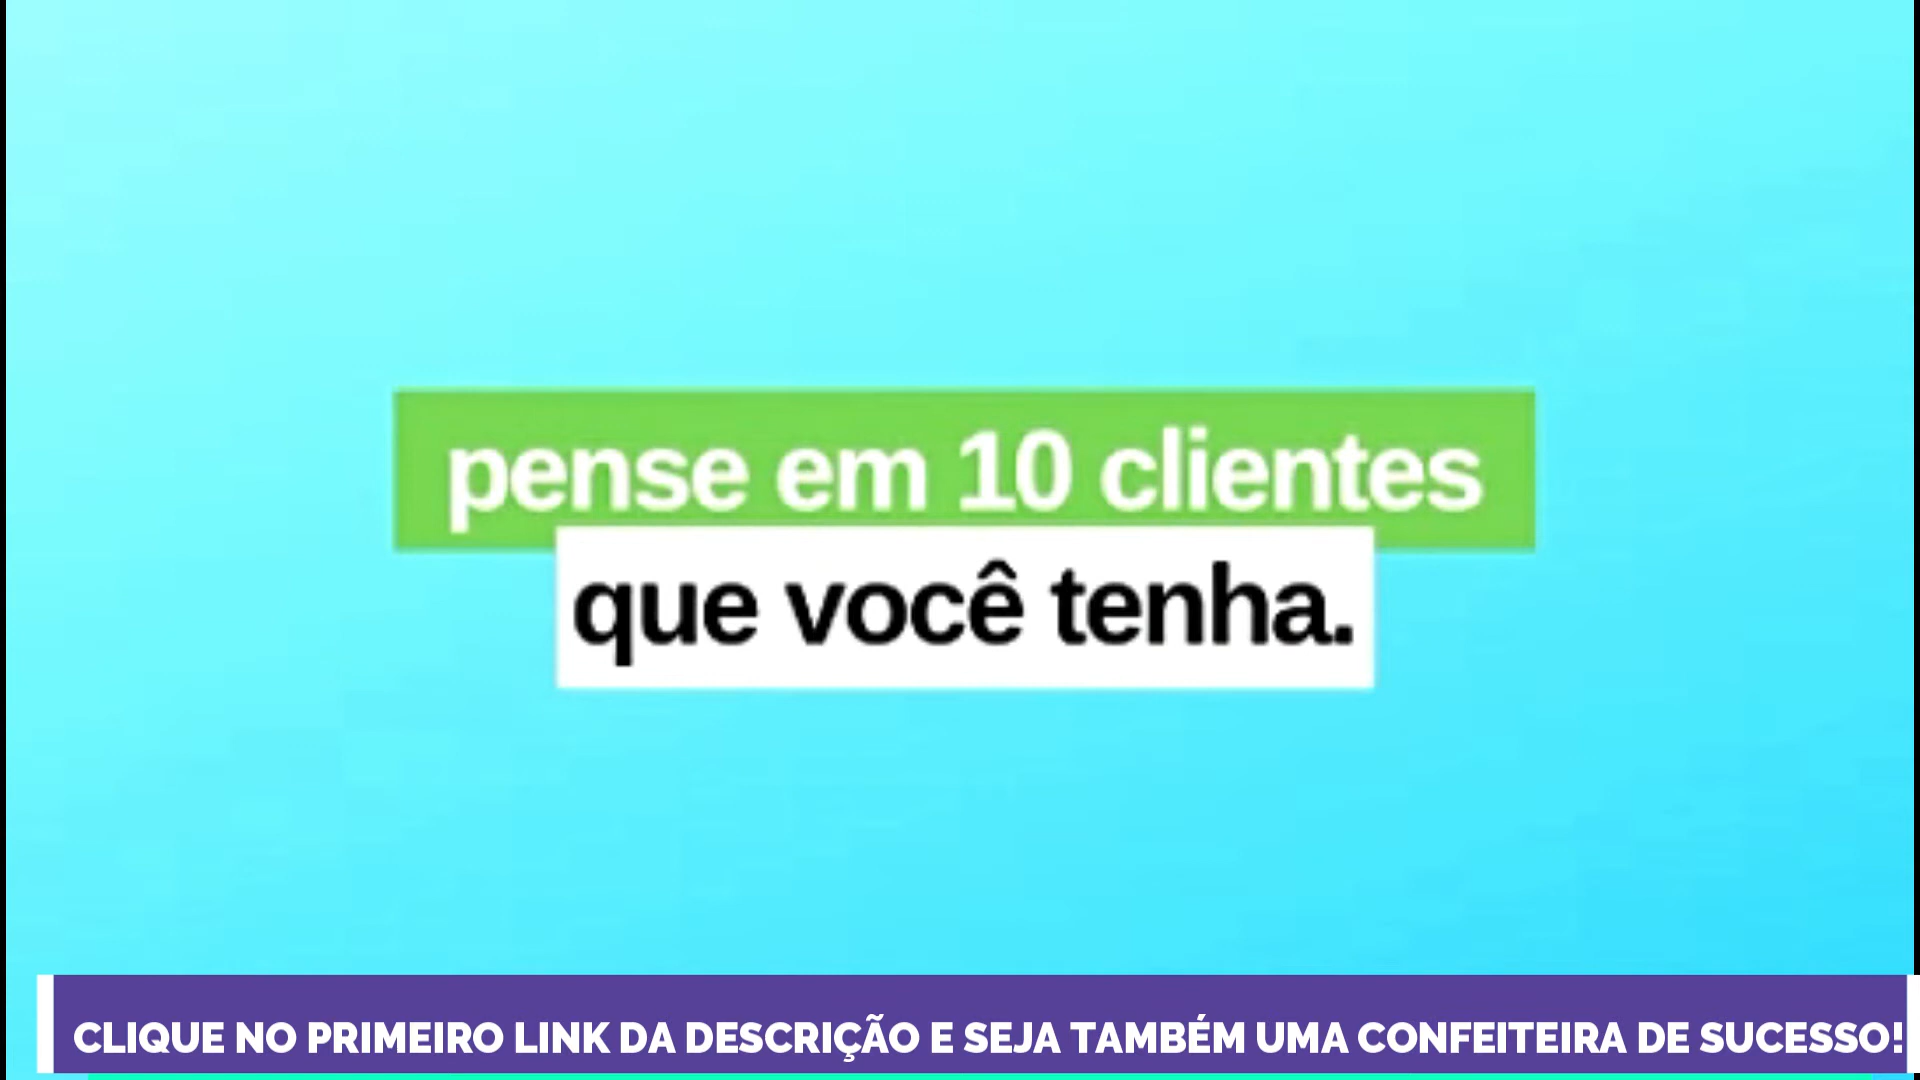 pense em 10 clientes
que você tenha.
CLIQUE NO PRIMEIRO LINK DA DESCRIÇÃO E SEJA TAMBÉM UMA CONFEITEIRA DE SUCESSO!